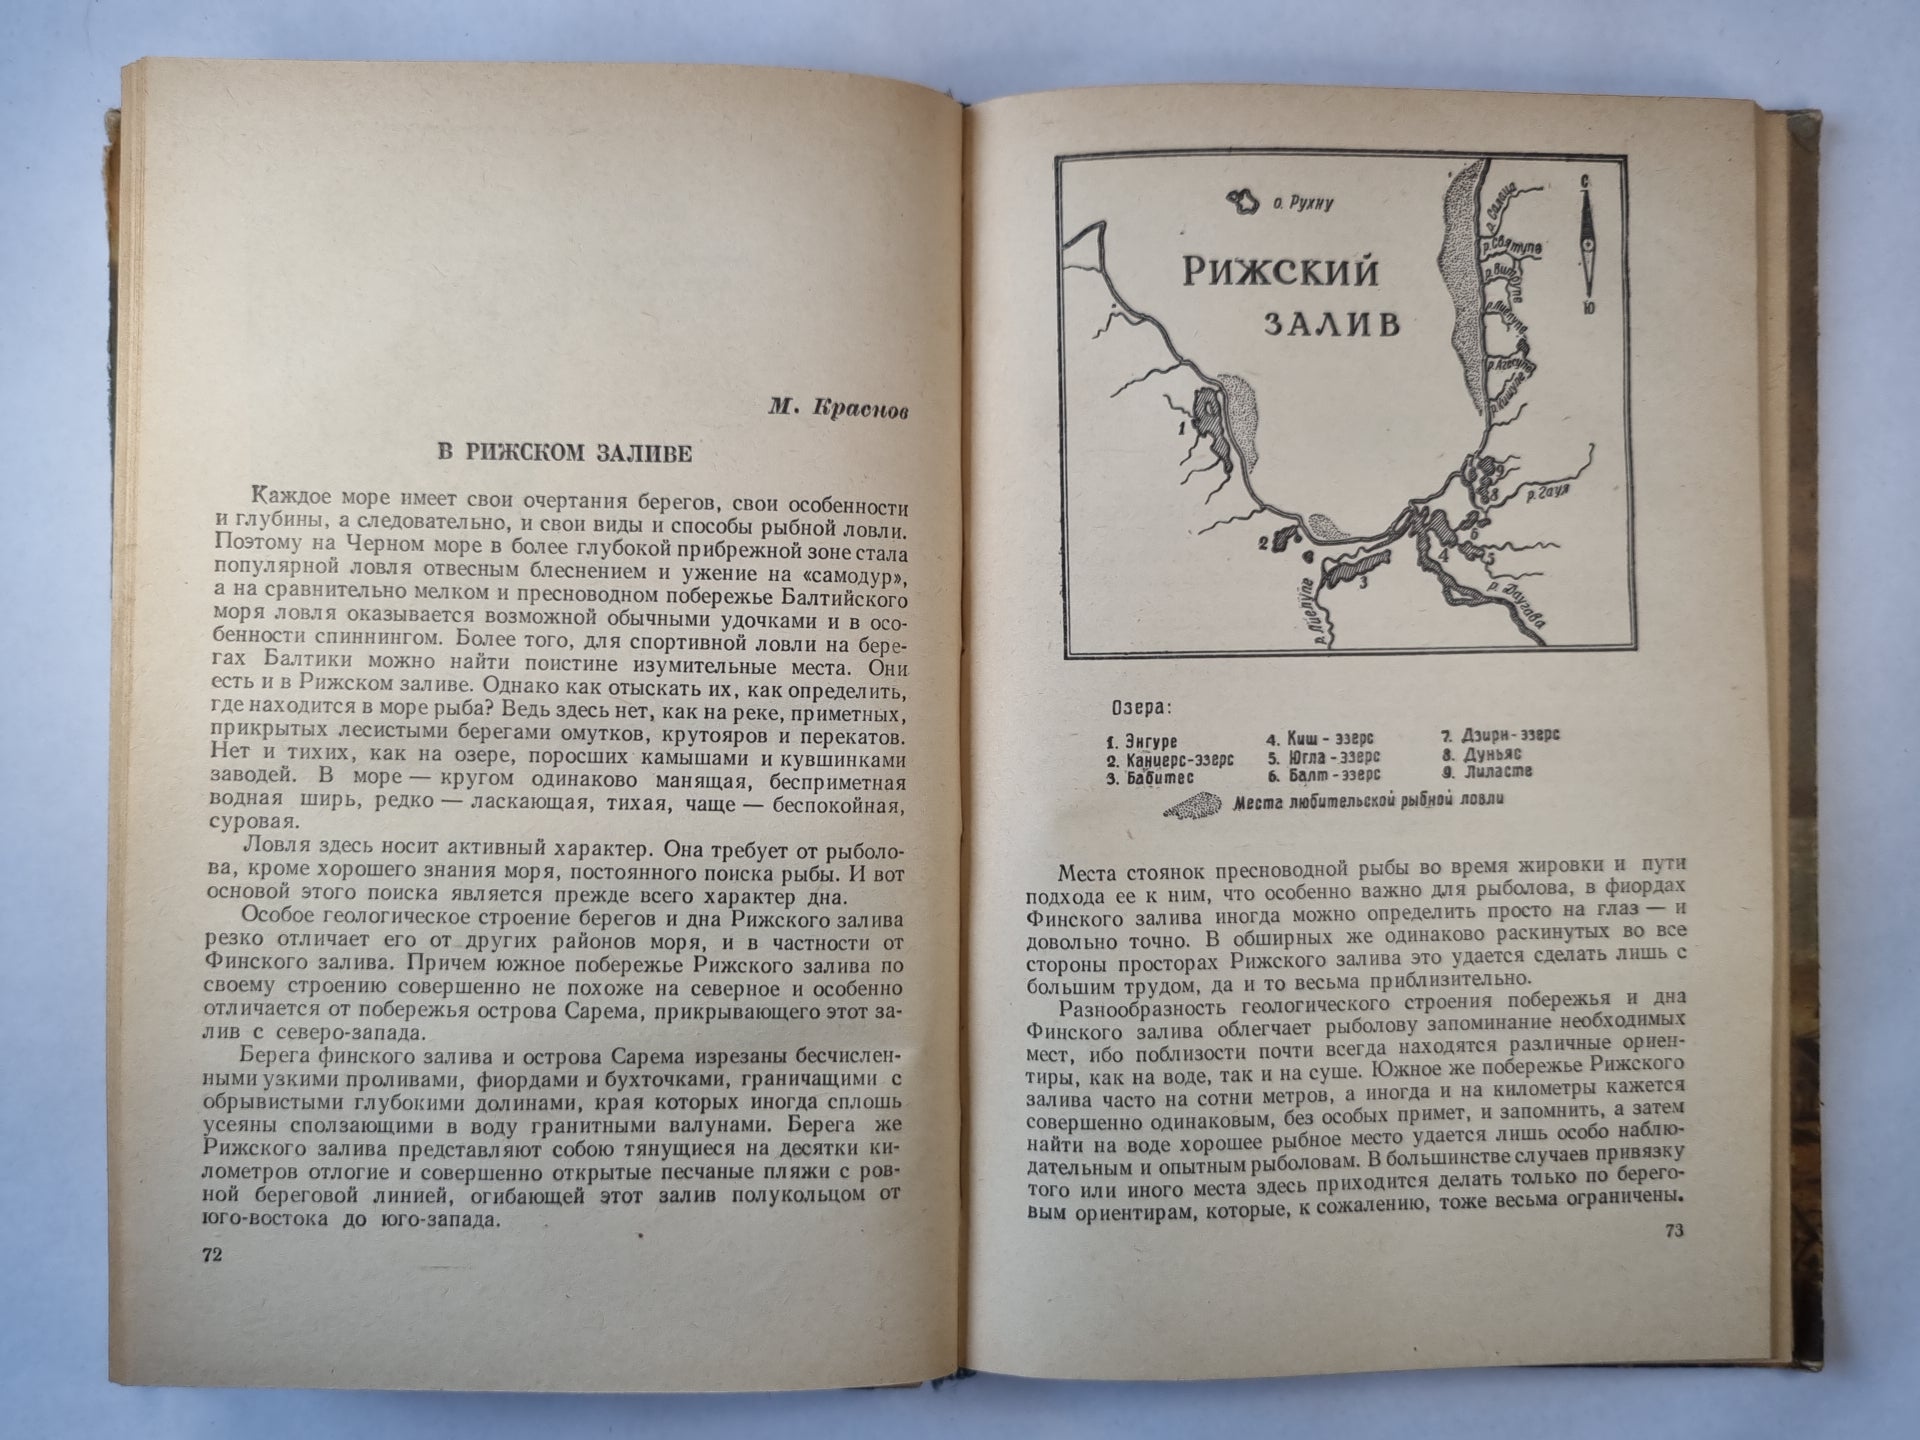 М. Краснов
В РИЖСКОМ ЗАЛИВЕ
Каждое море имеет свои очертания берегов, свои особенности
и глубины, а следовательно, и свои виды и способы рыбной ловли.
Поэтому на Черном море в более глубокой прибрежной зоне стала
популярной ловля отвесным блеснением и ужение на «самодур»,
а на сравнительно мелком и пресноводном побережье Балтийского
моря ловля оказывается возможной обычными удочками и в осо-
бенности спиннингом. Более того, для спортивной ловли на бере-
гах Балтики можно найти поистине изумительные места. Они
есть и в Рижском заливе. Однако как отыскать их, как определить,
где находится в море рыба? Ведь здесь нет, как на реке, приметных,
прикрытых лесистыми берегами омутков, крутояров и перекатов.
Нет и тихих, как на озере, поросших камышами и кувшинками
заводей. В море — кругом одинаково манящая, бесприметная
водная ширь, редко — ласкающая, тихая, чаще — беспокойная,
суровая.
Ловля здесь носит активный характер. Она требует от рыболо-
ва, кроме хорошего знания моря, постоянного поиска рыбы. И вот
основой этого поиска является прежде всего характер дна.
Особое геологическое строение берегов и дна Рижского залива
резко отличает его от других районов моря, и в частности от
Финского залива. Причем южное побережье Рижского залива по
своему строению совершенно не похоже на северное и особенно
отличается от побережья острова Сарема, прикрывающего этот за-
лив с северо-запада.
Берега финского залива и острова Сарема изрезаны бесчислен-
ными узкими проливами, фиордами и бухточками, граничащими с
обрывистыми глубокими долинами, края которых иногда сплошь
усеяны сползающими в воду гранитными валунами. Берега же
Рижского залива представляют собою тянущиеся на десятки ки-
лометров отлогие и совершенно открытые песчаные пляжи с ров-
ной береговой линией, огибающей этот залив полукольцом от
юго-востока до юго-запада.
72
о. Рухну
РИЖСКИЙ
ЗАЛИВ
С
Ю
р. Салаца
р. Святупе
р. Гауя
р. Лиелупе
р. Даугава
1
2
3
4
5
6
8
9
Озера:
1. Энгуре
2. Канцерс-эзерс
3. Бабитес
4. Киш - эзерс
5. Югла - эзерс
6. Балт - эзерс
7. Дзирн-эзерс
8. Дуньяс
9. Лиласте
Места любительской рыбной ловли
Места стоянок пресноводной рыбы во время жировки и пути
подхода ее к ним, что особенно важно для рыболова, в фиордах
Финского залива иногда можно определить просто на глаз — и
довольно точно. В обширных же одинаково раскинутых во все
стороны просторах Рижского залива это удается сделать лишь с
большим трудом, да и то весьма приблизительно.
Разнообразность геологического строения побережья и дна
Финского залива облегчает рыболову запоминание необходимых
мест, ибо поблизости почти всегда находятся различные ориен-
тиры, как на воде, так и на суше. Южное же побережье Рижского
залива часто на сотни метров, а иногда и на километры кажется
совершенно одинаковым, без особых примет, и запомнить, а затем
найти на воде хорошее рыбное место удается лишь особо наблю-
дательным и опытным рыболовам. В большинстве случаев привязку
того или иного места здесь приходится делать только по берего-
вым ориентирам, которые, к сожалению, тоже весьма ограничены.
73